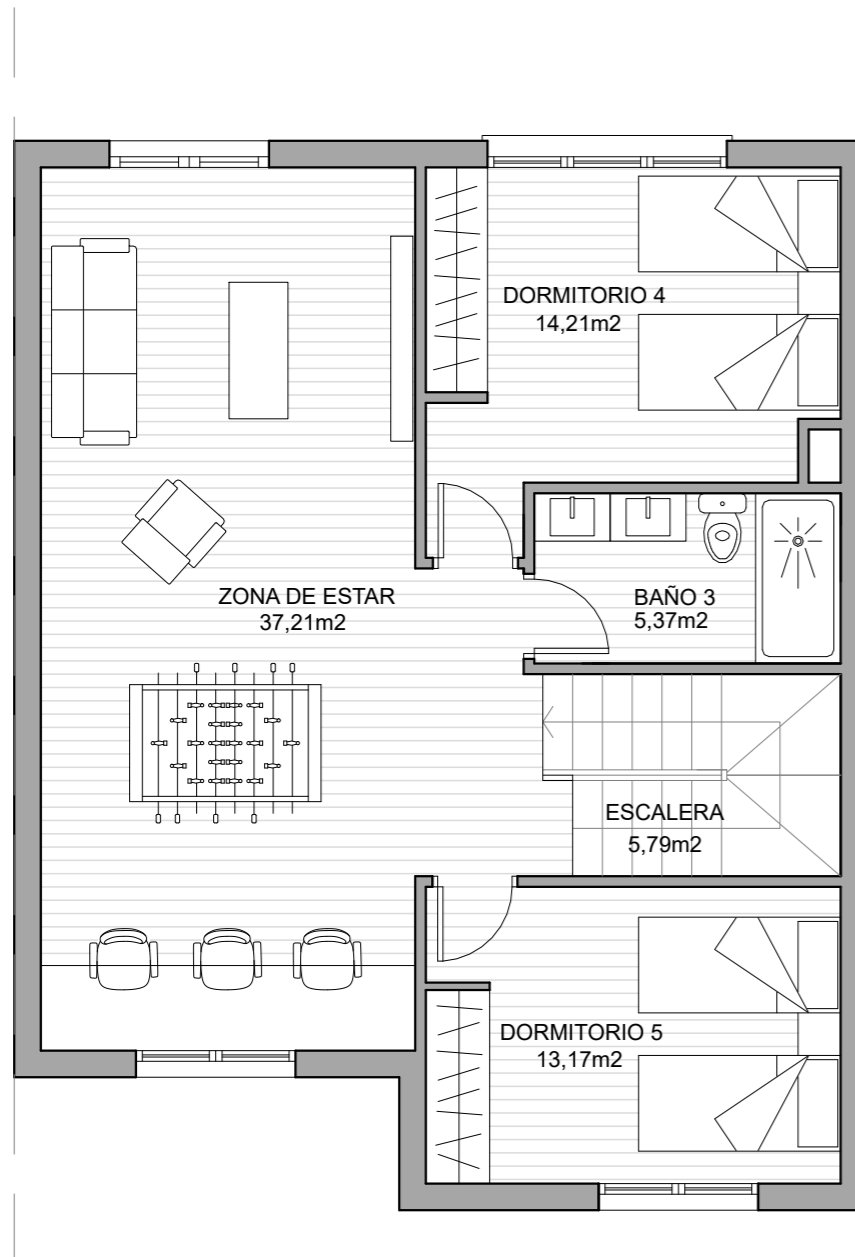 DORMITORIO 4
14,21m2
ZONA DE ESTAR
37,21m2
BAÑO 3
5,37m2
ESCALERA
5,79m2
DORMITORIO 5
13,17m2